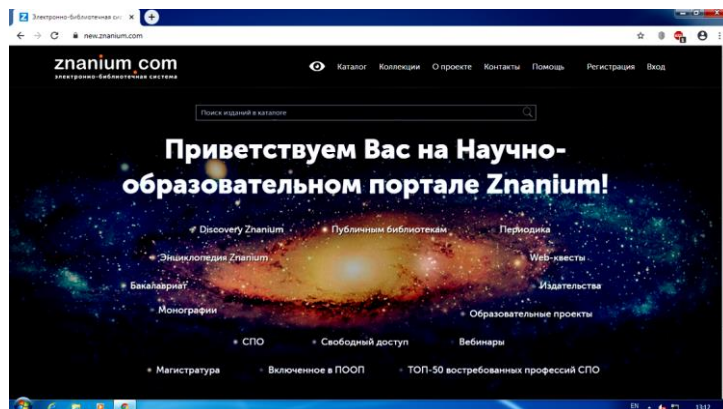 Электронно-библиотечная си
new.znanium.com
znanium.com
электронно-библиотечная система
Каталог Коллекции О проекте Контакты Помощь Регистрация Вход
Поиск изданий в каталоге
Приветствуем Вас на Научно-
образовательном портале Znanium!
Discovery Znanium Публичным библиотекам Периодика
Энциклопедия Znanium Web-квесты
Бакалавриат Издательства
Монографии Образовательные проекты
СПО Свободный доступ Вебинары
Магистратура Включенное в ПООП ТОП-50 востребованных профессий СПО
EN 13:12